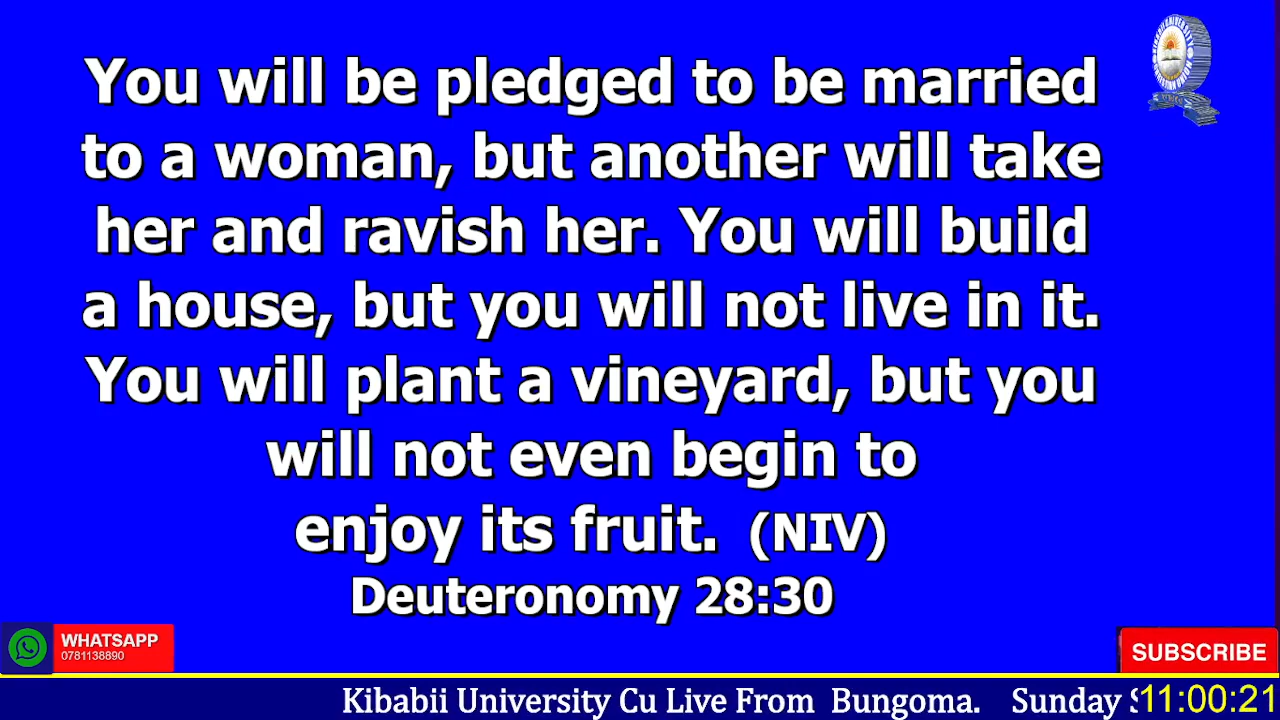 You will be pledged to be married
to a woman, but another will take
her and ravish her. You will build
a house, but you will not live in it.
You will plant a vineyard, but you
will not even begin to
enjoy its fruit. (NIV)
Deuteronomy 28:30
WHATSAPP
0781138890
SUBSCRIBE
Kibabii University Cu Live From Bungoma. Sunday S
11:00:21